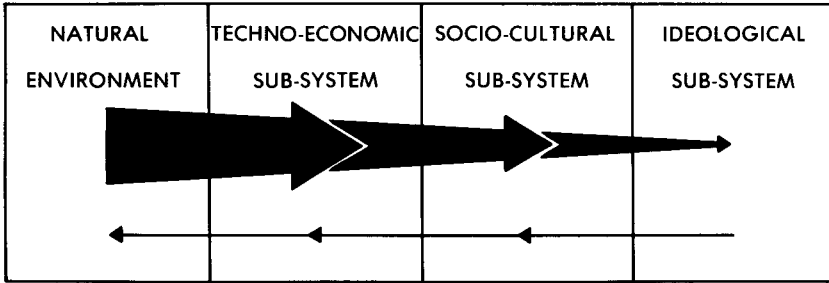 NATURAL
ENVIRONMENT
TECHNO-ECONOMIC
SUB-SYSTEM
SOCIO-CULTURAL
SUB-SYSTEM
IDEOLOGICAL
SUB-SYSTEM